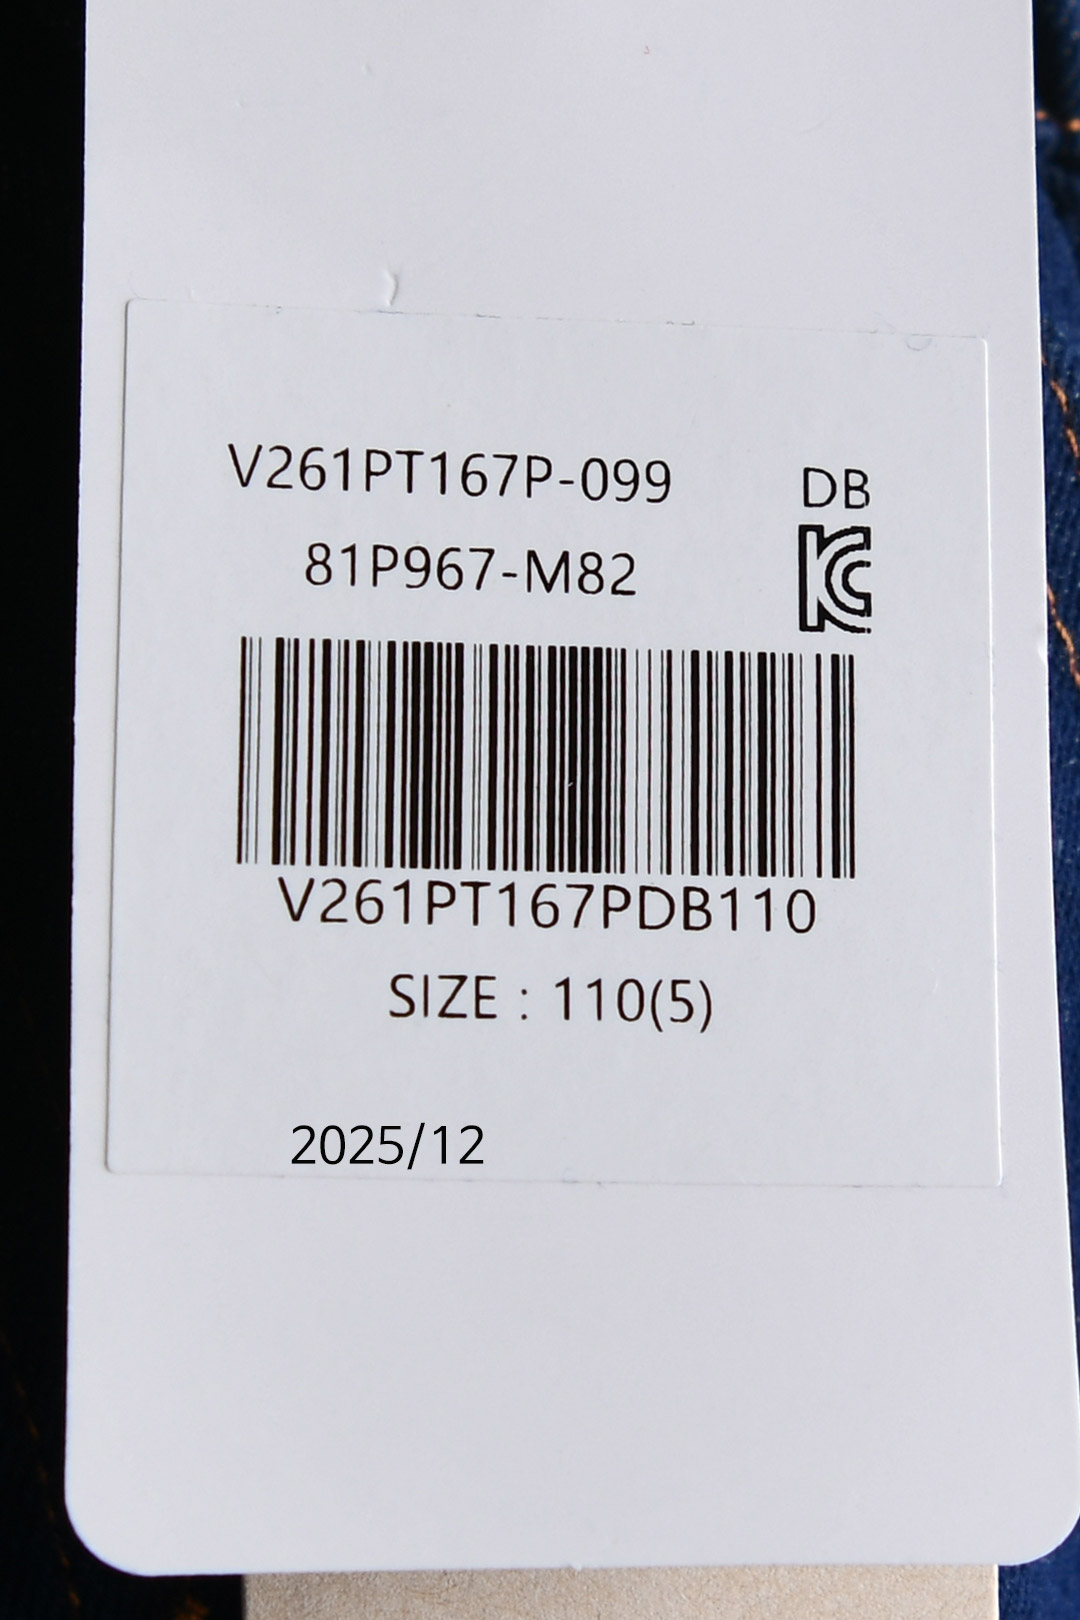 V261PT167P-099 DB
81P967-M82
V261PT167PDB110
SIZE : 110(5)
2025/12